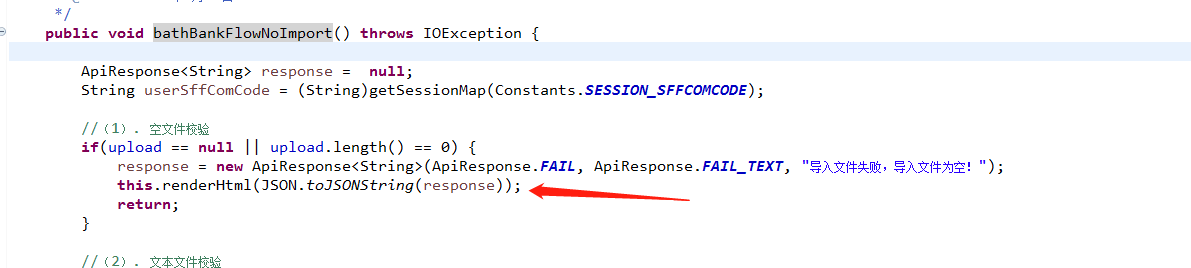 */
public void bathBankFlowNoImport() throws IOException {
ApiResponse<String> response =  null;
String userSffComCode = (String)getSessionMap(Constants.SESSION_SFFCOMCODE);
//（1）. 空文件校验
if(upload == null || upload.length() == 0) {
response = new ApiResponse<String>(ApiResponse.FAIL, ApiResponse.FAIL_TEXT, "导入文件失败，导入文件为空！");
this.renderHtml(JSON.toJSONString(response));
return;
}
//（2）. 文本文件校验